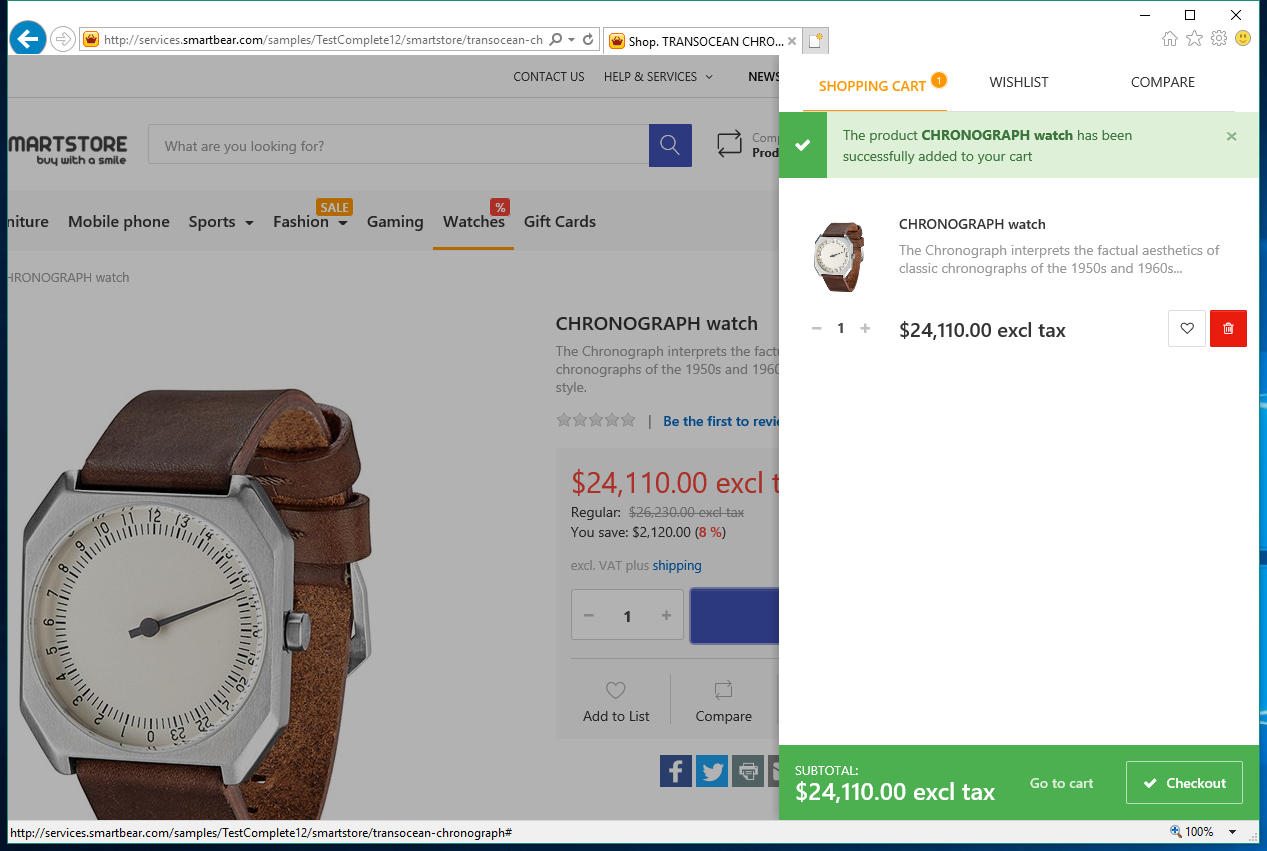 http://services.smartbear.com/samples/TestComplete12/smartstore/transocean-ch
Shop. TRANSOCEAN CHRO...
CONTACT US
HELP & SERVICES
NEWS
SHOPPING CART
1
WISHLIST
COMPARE
MARTSTORE
buy with a smile
What are you looking for?
Comp
Prod
The product CHRONOGRAPH watch has been
successfully added to your cart
niture
Mobile phone
Sports
Fashion
SALE
Gaming
Watches
%
Gift Cards
HRONOGRAPH watch
CHRONOGRAPH watch
The Chronograph interprets the factual aesthetics of
classic chronographs of the 1950s and 1960s...
1
$24,110.00 excl tax
CHRONOGRAPH watch
The Chronograph interprets the factu
chronographs of the 1950s and 1960
style.
| Be the first to revie
$24,110.00 excl t
Regular: $26,230.00 excl tax
You save: $2,120.00 (8 %)
excl. VAT plus shipping
1
Add to List
Compare
SUBTOTAL:
$24,110.00 excl tax
Go to cart
Checkout
http://services.smartbear.com/samples/TestComplete12/smartstore/transocean-chronograph#
100%